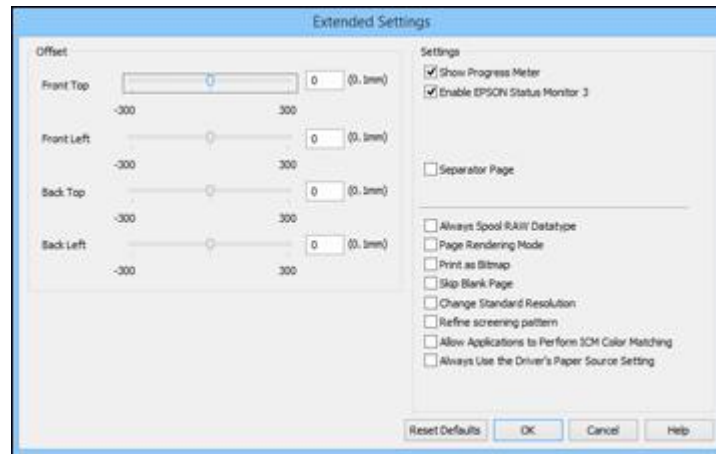 Extended Settings
Offset
Front Top 0 (0.1mm)
-300 300
Front Left 0 (0.1mm)
-300 300
Back Top 0 (0.1mm)
-300 300
Back Left 0 (0.1mm)
-300 300
Settings
Show Progress Meter
Enable EPSON Status Monitor 3
Separator Page
Always Spool RAW Datatype
Page Rendering Mode
Print as Bitmap
Skip Blank Page
Change Standard Resolution
Refine screening pattern
Allow Applications to Perform ICM Color Matching
Always Use the Driver's Paper Source Setting
Reset Defaults OK Cancel Help